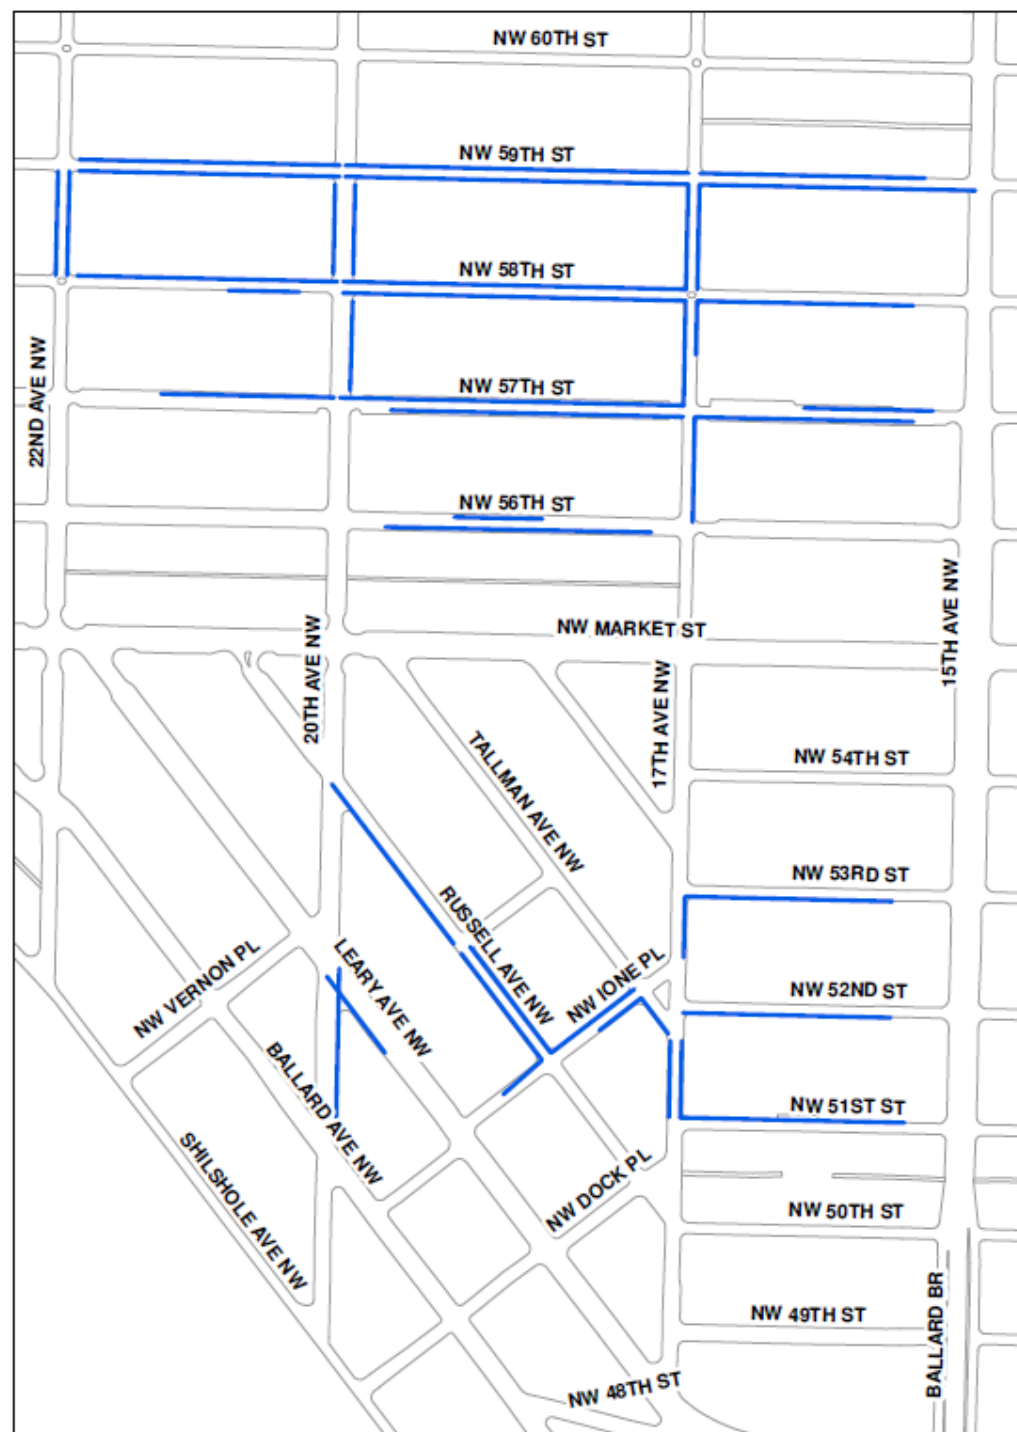 NW 60TH ST
NW 59TH ST
NW 58TH ST
22ND AVE NW
NW 57TH ST
NW 56TH ST
15TH AVE NW
20TH AVE NW
NW MARKET ST
17TH AVE NW
TALLMAN AVE NW
NW 54TH ST
NW 53RD ST
RUSSELL AVE NW
LEARY AVE NW
NW VERNON PL
NW IONE PL
NW 52ND ST
BALLARD AVE NW
NW 51ST ST
SHILSHOLE AVE NW
NW DOCK PL
NW 50TH ST
BALLARD BR
NW 49TH ST
NW 48TH ST